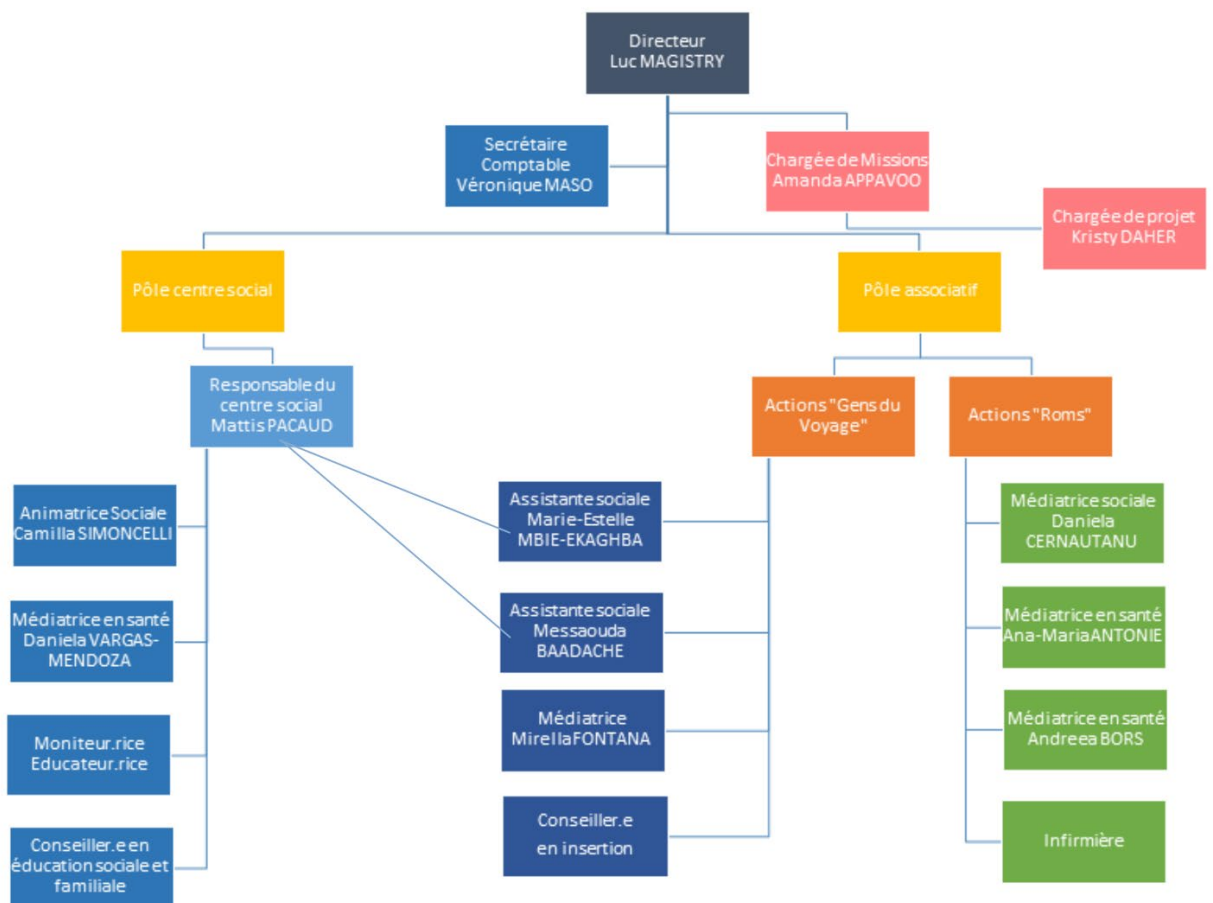 Directeur
Luc MAGISTRY
Secrétaire
Comptable
Véronique MASO
Chargée de Missions
Amanda APPAVOO
Chargée de projet
Kristy DAHER
Pôle centre social
Pôle associatif
Responsable du
centre social
Mattis PACAUD
Actions "Gens du
Voyage"
Actions "Roms"
Animatrice Sociale
Camilla SIMONCELLI
Médiatrice en santé
Daniela VARGAS-
MENDOZA
Moniteur.rice
Educateur.rice
Conseiller.e en
éducation sociale et
familiale
Assistante sociale
Marie-Estelle
MBIE-EKAGHBA
Assistante sociale
Messaouda
BAADACHE
Médiatrice
Mirella FONTANA
Conseiller.e
en insertion
Médiatrice sociale
Daniela
CERNAUTANU
Médiatrice en santé
Ana-Maria ANTONIE
Médiatrice en santé
Andreea BORS
Infirmière